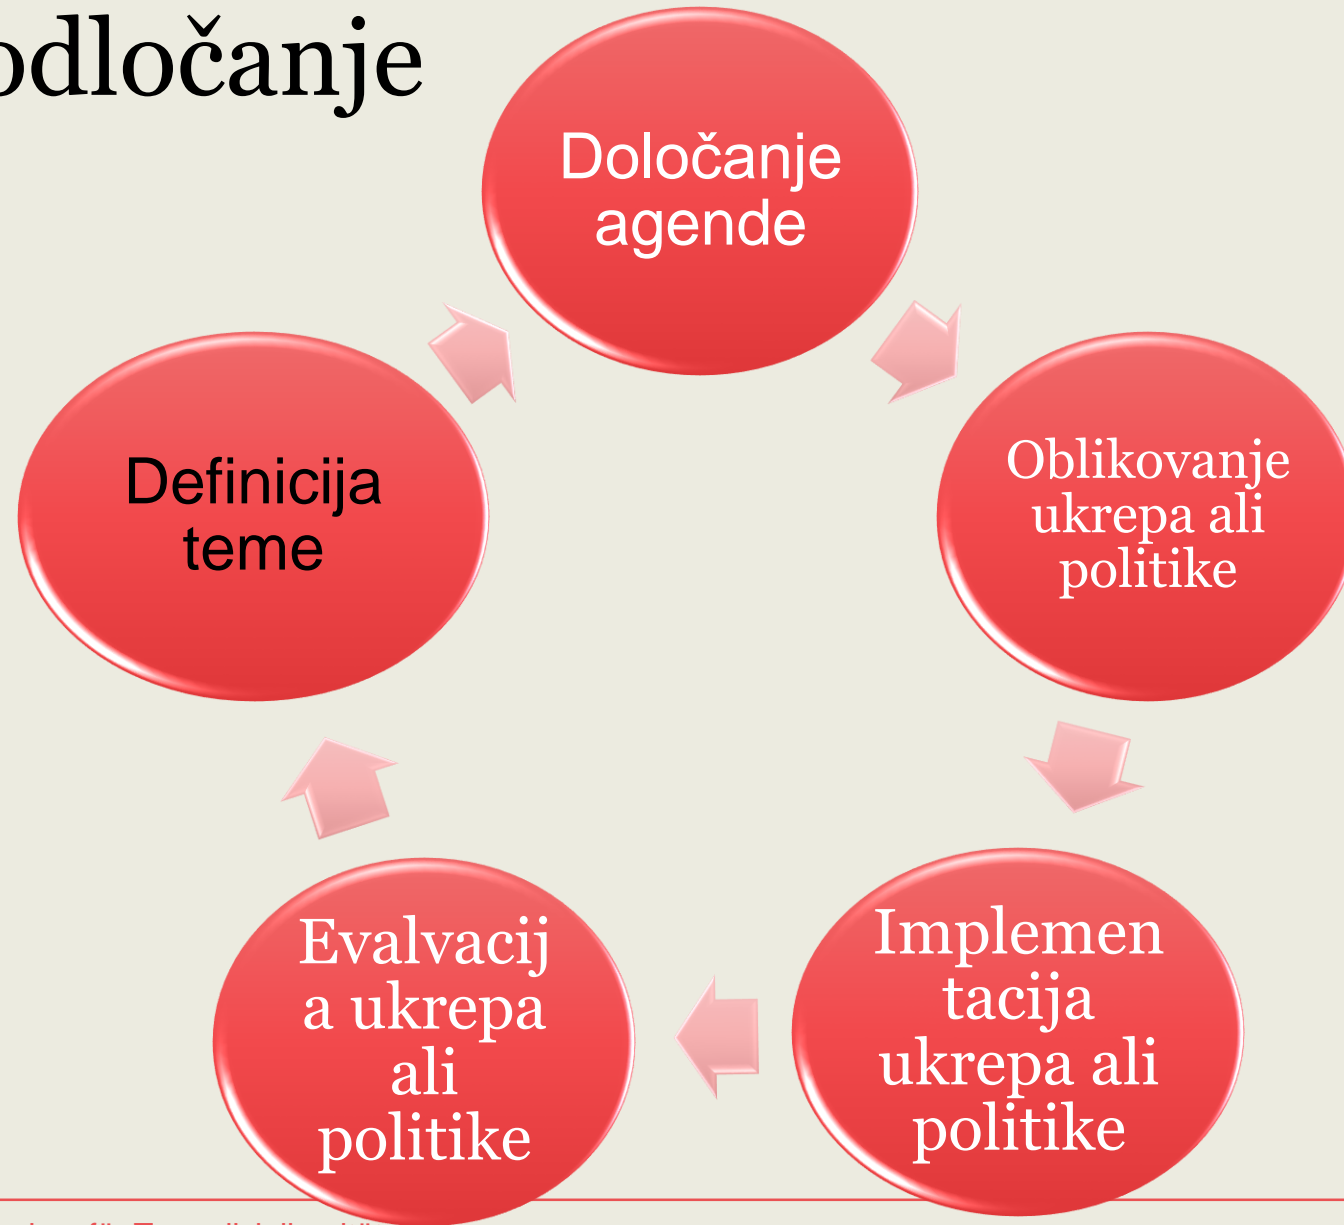 odločanje
Določanje
agende
Oblikovanje
ukrepa ali
politike
Implemen
tacija
ukrepa ali
politike
Evalvacij
a ukrepa
ali
politike
Definicija
teme